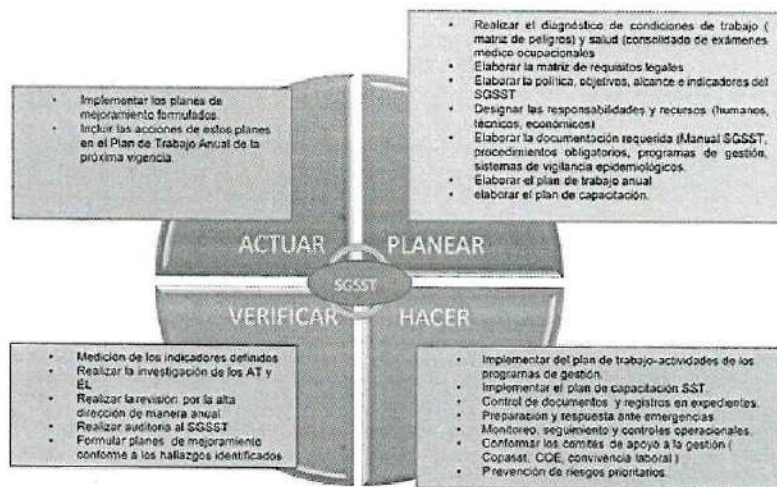 • Realizar el diagnóstico de condiciones de trabajo (
matriz de peligros) y salud (consolidado de exámenes
medico ocupacionales
• Elaborar la matriz de requisitos legales
• Elaborar la política, objetivos, alcance e indicadores del
SGSST
• Designar las responsabilidades y recursos (humanos,
técnicos, económicos)
• Elaborar la documentación requerida (Manual SGSST,
procedimientos obligatorios, programas de gestión,
sistemas de vigilancia epidemiológicos.
• Elaborar el plan de trabajo anual
• elaborar el plan de capacitación.
• Implementar los planes de
mejoramiento formulados.
• Incluir las acciones de estos planes
en el Plan de Trabajo Anual de la
próxima vigencia.
ACTUAR PLANEAR
SGSST
VERIFICAR HACER
• Medición de los indicadores definidos
• Realizar la investigación de los AT y
EL
• Realizar la revisión por la alta
dirección de manera anual
• Realizar auditoria al SGSST
• Formular planes de mejoramiento
conforme a los hallazgos identificados
• Implementar del plan de trabajo-actividades de los
programas de gestión.
• Implementar el plan de capacitación SST.
• Control de documentos y registros en expedientes.
• Preparación y respuesta ante emergencias
• Monitoreo, seguimiento y controles operacionales.
• Conformar los comités de apoyo a la gestión (
Copasst, COE, convivencia laboral )
• Prevención de riesgos prioritarios.